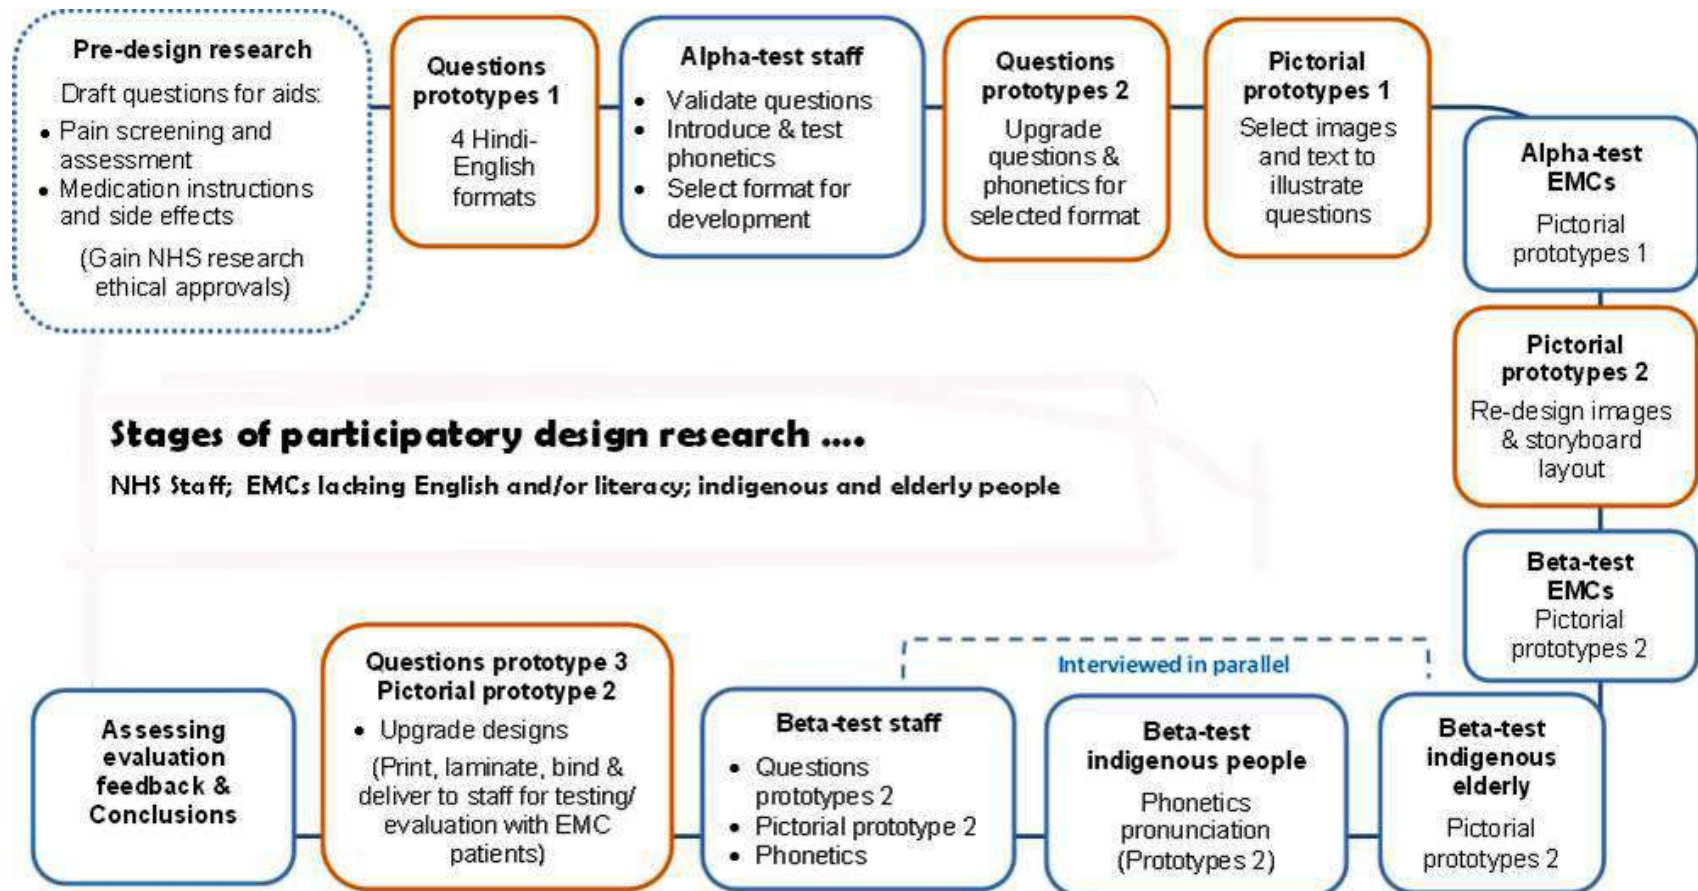 Pre-design research
Draft questions for aids:
• Pain screening and
assessment
• Medication instructions
and side effects
(Gain NHS research
ethical approvals)
Questions
prototypes 1
4 Hindi-
English
formats
Alpha-test staff
• Validate questions
• Introduce & test
phonetics
• Select format for
development
Questions
prototypes 2
Upgrade
questions &
phonetics for
selected format
Pictorial
prototypes 1
Select images
and text to
illustrate
questions
Alpha-test
EMCs
Pictorial
prototypes 1
Pictorial
prototypes 2
Re-design images
& storyboard
layout
Stages of participatory design research ....
NHS Staff; EMCs lacking English and/or literacy; indigenous and elderly people
Beta-test
EMCs
Pictorial
prototypes 2
Interviewed in parallel
Beta-test
indigenous
elderly
Pictorial
prototypes 2
Beta-test
indigenous people
Phonetics
pronunciation
(Prototypes 2)
Beta-test staff
• Questions
prototypes 2
• Pictorial prototype 2
• Phonetics
Questions prototype 3
Pictorial prototype 2
• Upgrade designs
(Print, laminate, bind &
deliver to staff for testing/
evaluation with EMC
patients)
Assessing
evaluation
feedback &
Conclusions